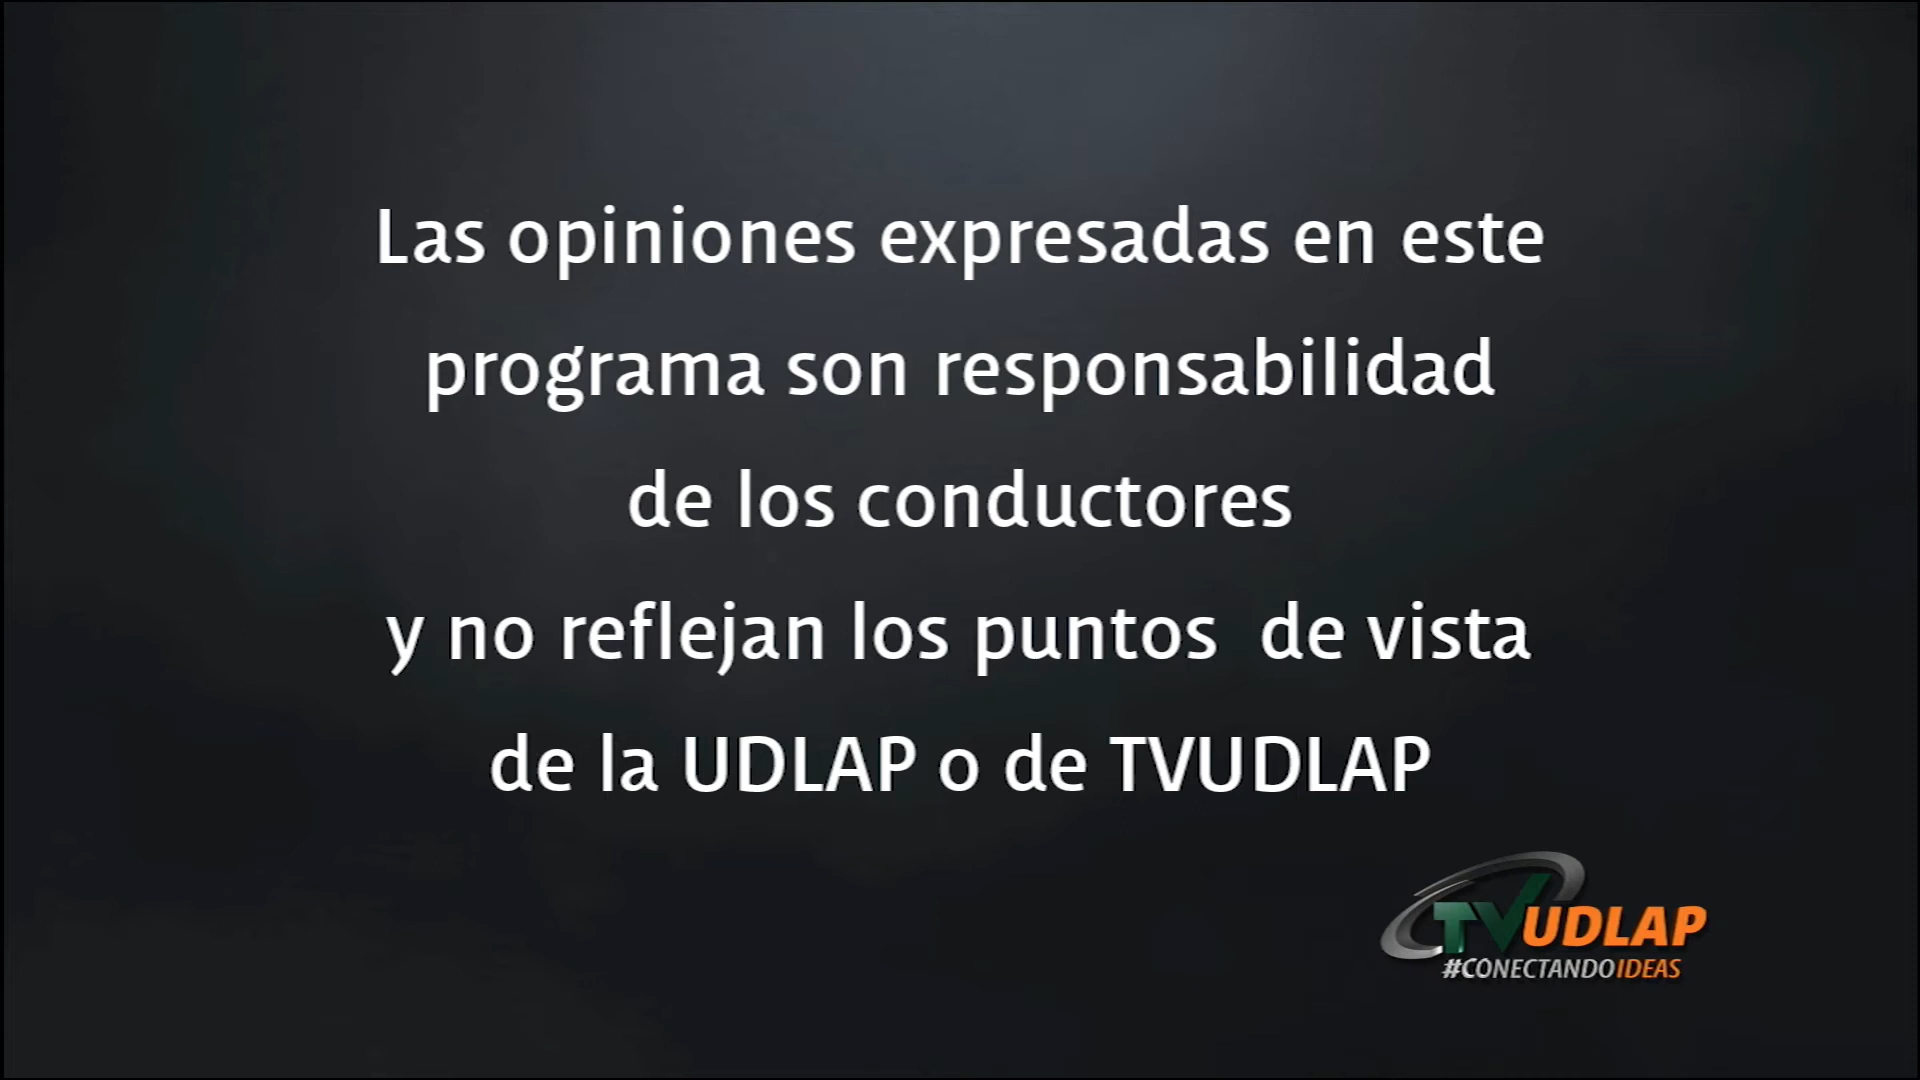 Las opiniones expresadas en este
programa son responsabilidad
de los conductores
y no reflejan los puntos  de vista
de la UDLAP o de TVUDLAP
TVUDLAP
#CONECTANDOIDEAS